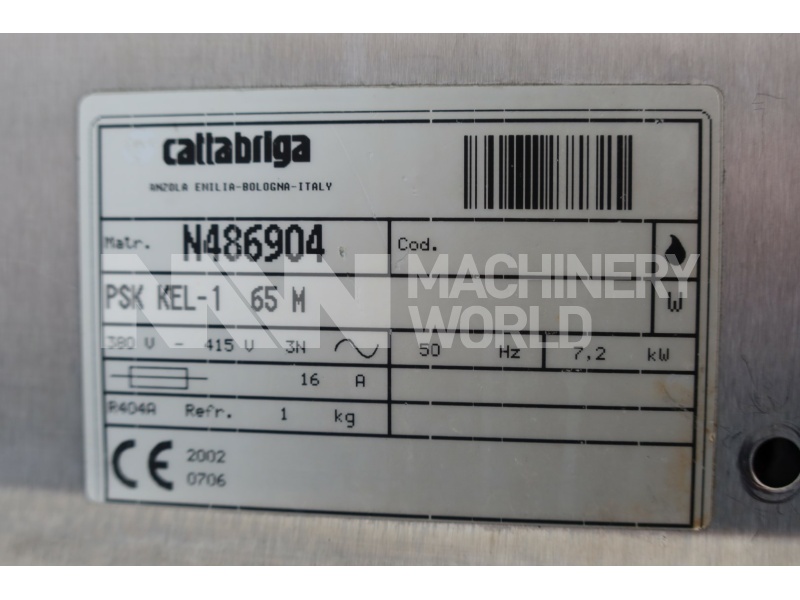 cattabriga
ANZOLA EMILIA-BOLOGNA-ITALY
Matr. N486904 Cod.
PSK KEL-1 65 M W
MACHINERY
WORLD
380 V - 415 V 3N 50 Hz 7,2 kW
16 A
R404A Refr. 1 kg
CE 2002
0706